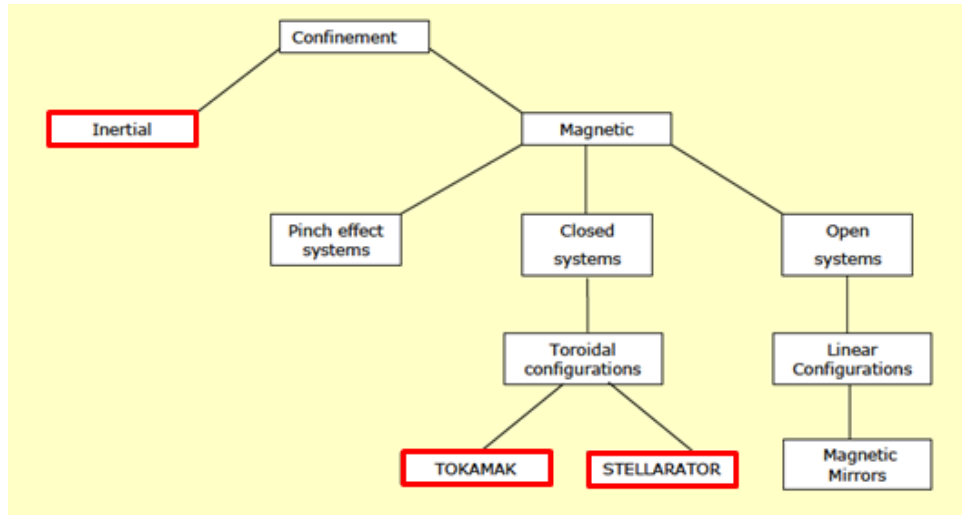 Confinement
Inertial
Magnetic
Pinch effect
systems
Closed
systems
Open
systems
Toroidal
configurations
Linear
Configurations
TOKAMAK
STELLARATOR
Magnetic
Mirrors